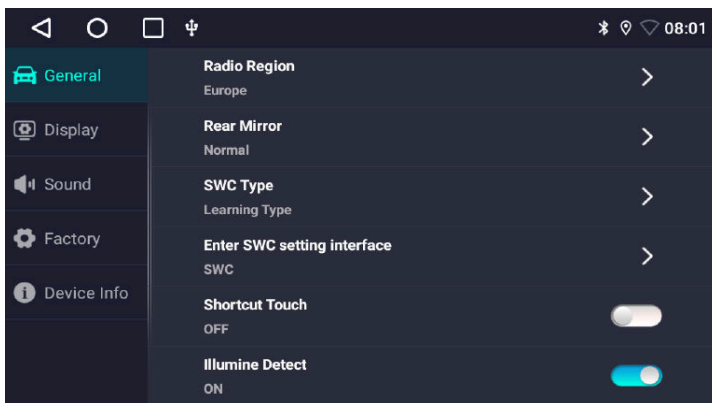 08:01
General
Display
Sound
Factory
Device Info
Radio Region
Europe
Rear Mirror
Normal
SWC Type
Learning Type
Enter SWC setting interface
SWC
Shortcut Touch
OFF
Illumine Detect
ON